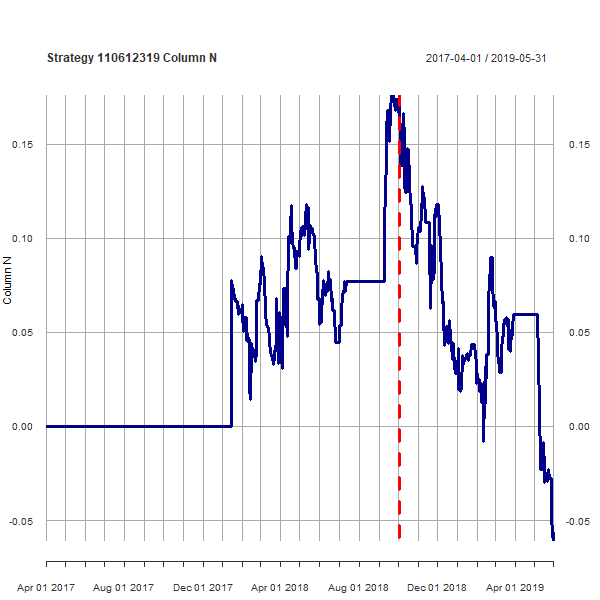 Strategy 110612319 Column N 2017-04-01 / 2019-05-31
0.15 0.15
0.10 0.10
Column N
0.05 0.05
0.00 0.00
-0.05 -0.05
Apr 01 2017 Aug 01 2017 Dec 01 2017 Apr 01 2018 Aug 01 2018 Dec 01 2018 Apr 01 2019